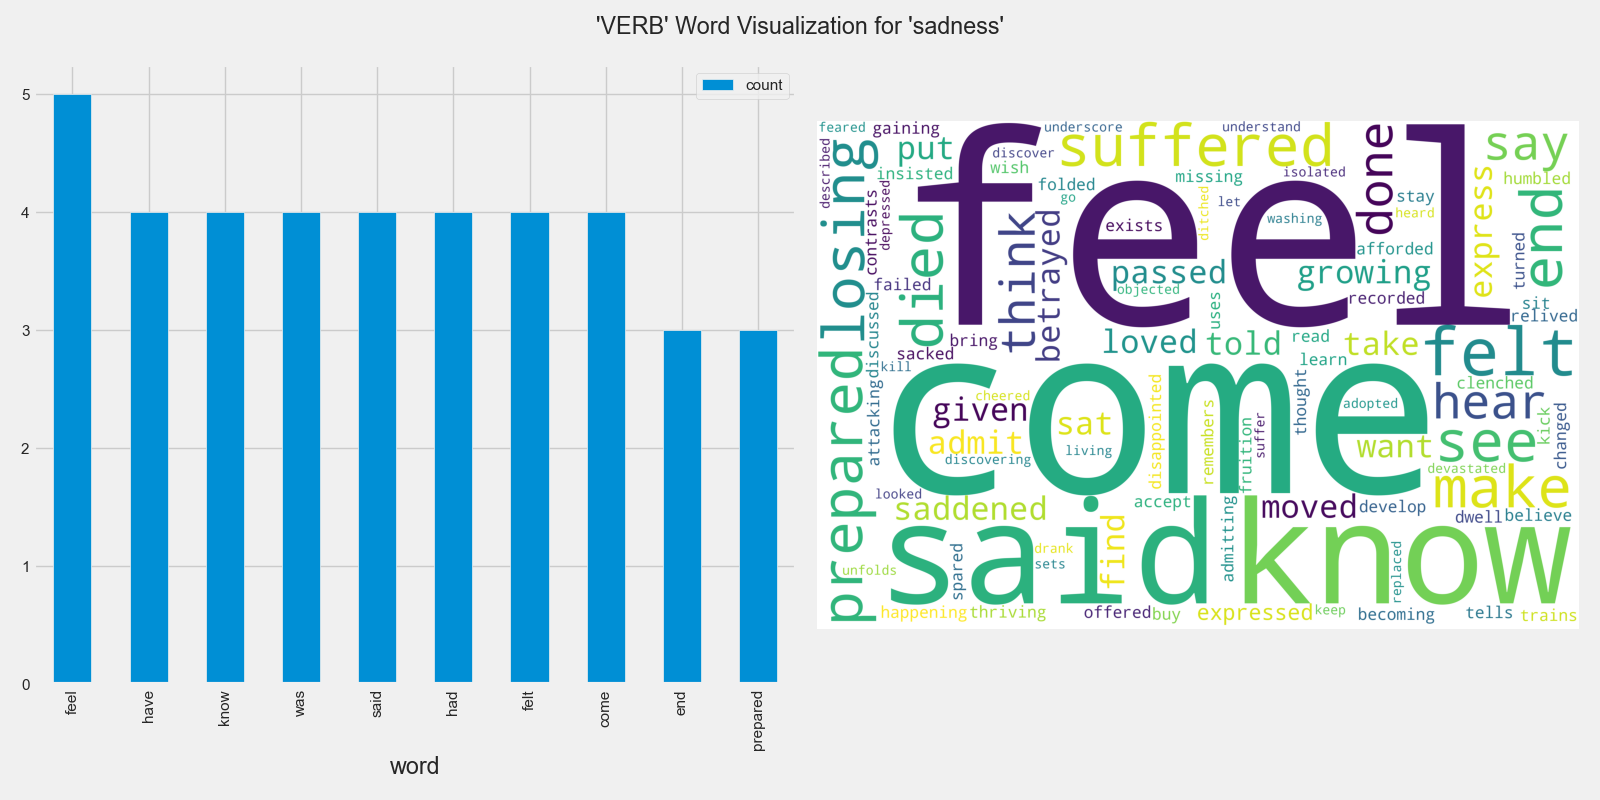 'VERB' Word Visualization for 'sadness'
count
5
4
3
2
1
0
feel
have
know
was
said
had
felt
come
end
prepared
word
feared
gaining
underscore
understand
described
losing
put
discover
suffered
feel
done
say
insisted
wish
folded
go
missing
isolated
stay
heard
express
humbled
end
contrasts
depressed
died
think
betrayed
exists
ditched
let
washing
afforded
turned
failed
passed
objected
growing
recorded
sit
relived
uses
discussed
bring
sacked
kill
loved
told
read
learn
take
felt
prepared
attacking
cheered
given
come
disappointed
remembers
thought
adopted
clenched
hear
kick
changed
admit
sat
living
discovering
fruition
suffer
want
see
devastated
looked
saddened
accept
moved
develop
make
dwell
believe
said
know
admitting
find
drank
sets
spared
unfolds
replaced
happening
thriving
offered
buy
expressed
keep
becoming
tells
trains